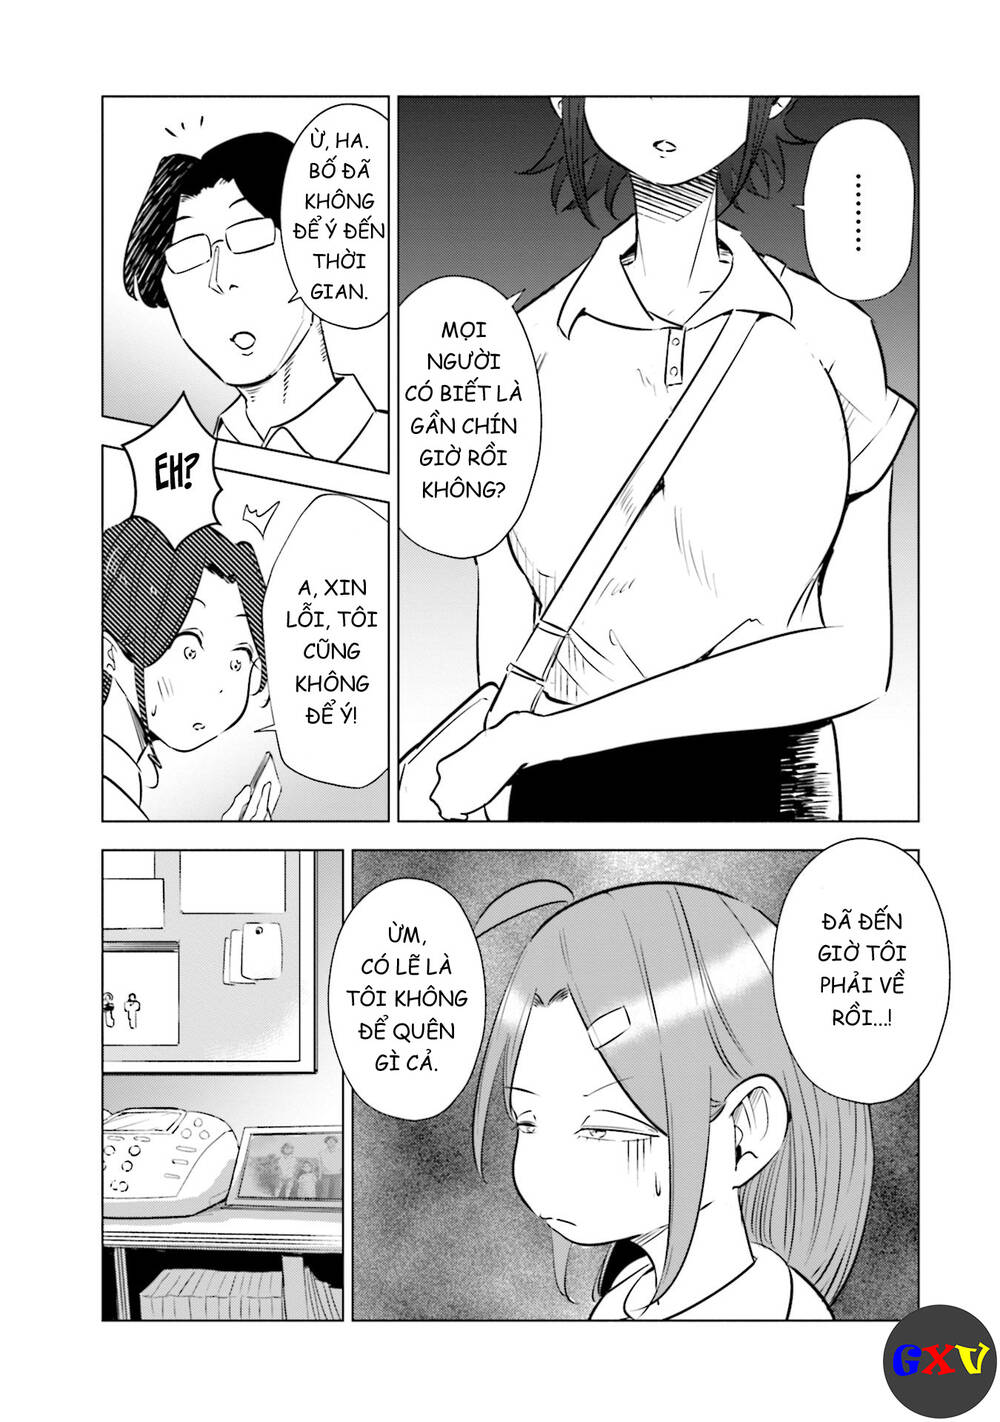 ...........
MỌI
NGƯỜI
CÓ BIẾT LÀ
GẦN CHÍN
GIỜ RỒI
KHÔNG?
Ừ, HA.
BỐ ĐÃ
KHÔNG
ĐỂ Ý ĐẾN
THỜI
GIAN.
EH?
A, XIN
LỖI, TÔI
CŨNG
KHÔNG
ĐỂ Ý!
ĐÃ ĐẾN
GIỜ TÔI
PHẢI VỀ
RỒI...!
ỪM,
CÓ LẼ LÀ
TÔI KHÔNG
ĐỂ QUÊN
GÌ CẢ.
GXV